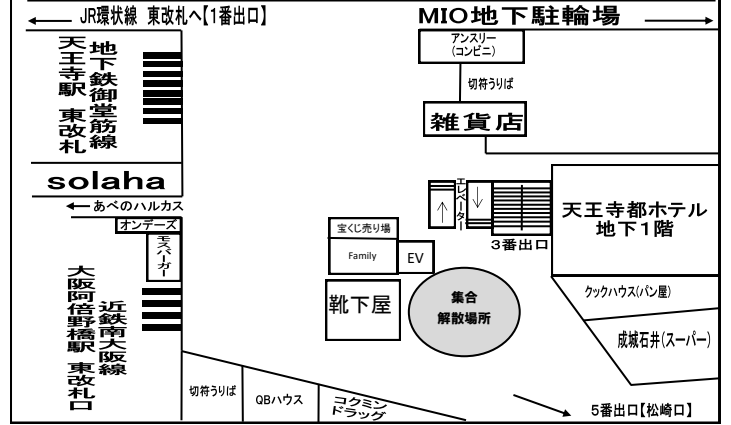 JR環状線 東改札へ【1番出口】
MIO地下駐輪場
アンスリー
(コンビニ)
切符うりば
雑貨店
地下鉄御堂筋線
天王寺駅 東改札
solaha
あべのハルカス
オンデーズ
モスバーガー
近鉄南大阪線
大阪阿倍野橋駅 東改札口
エレベーター
3番出口
天王寺都ホテル
地下1階
宝くじ売り場
Family
EV
靴下屋
集合
解散場所
クックハウス(パン屋)
成城石井(スーパー)
切符うりば
QBハウス
コクミン
ドラッグ
5番出口【松崎口】